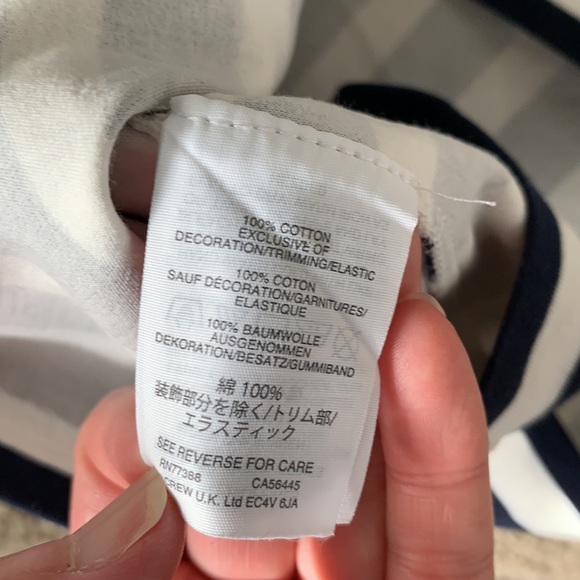 100% COTTON
EXCLUSIVE OF
DECORATION/TRIMMING/ELASTIC
100% COTON
SAUF DÉCORATION/GARNITURES/
ELASTIQUE
100% BAUMWOLLE
AUSGENOMMEN
DEKORATION/BESATZ/GUMMIBAND
綿 100%
装飾部分を除く/トリム部/
エラスティック
SEE REVERSE FOR CARE
RN77388 CA56445
CREW U.K. Ltd EC4V 6JA